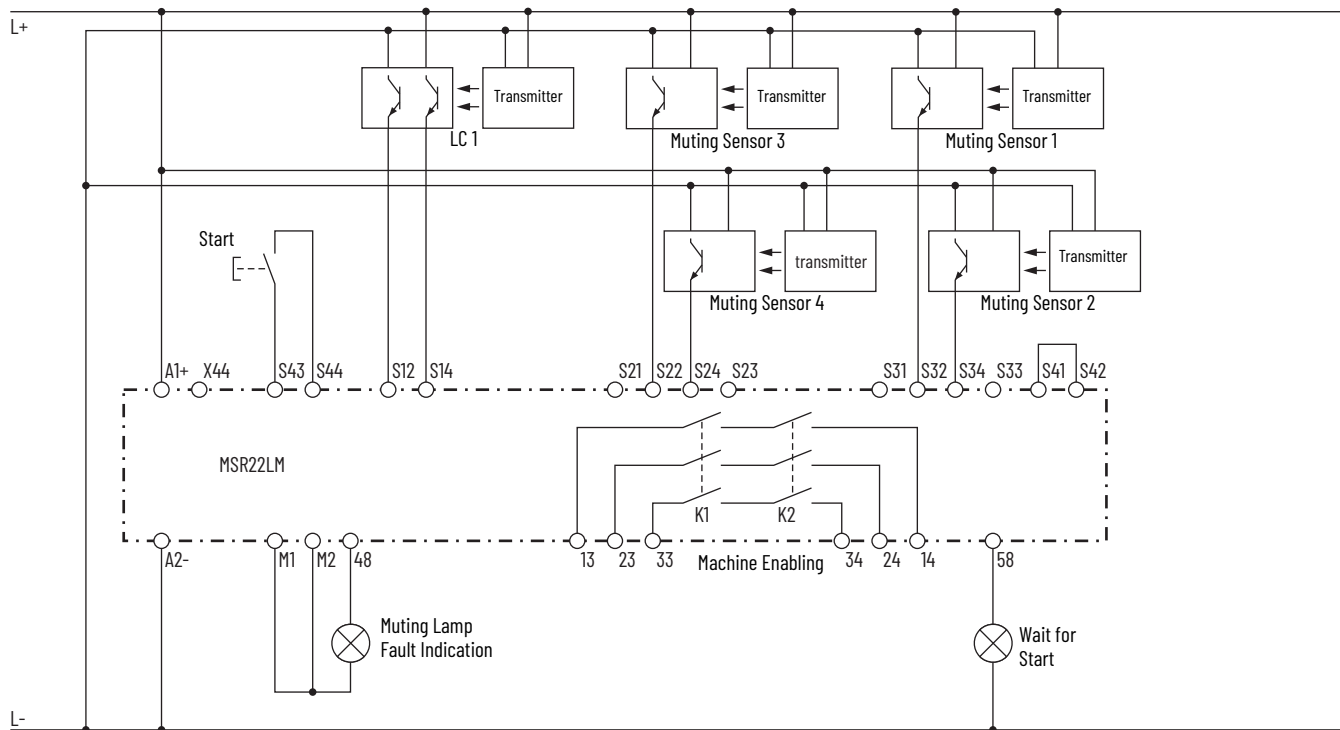 L+
Transmitter
Transmitter
Transmitter
LC 1
Muting Sensor 3
Muting Sensor 1
Start
transmitter
Transmitter
Muting Sensor 4
Muting Sensor 2
A1+ X44 S43 S44 S12 S14 S21 S22 S24 S23 S31 S32 S34 S33 S41 S42
MSR22LM
K1 K2
A2- M1 M2 48 13 23 33 Machine Enabling 34 24 14 58
Muting Lamp
Fault Indication
Wait for
Start
L-